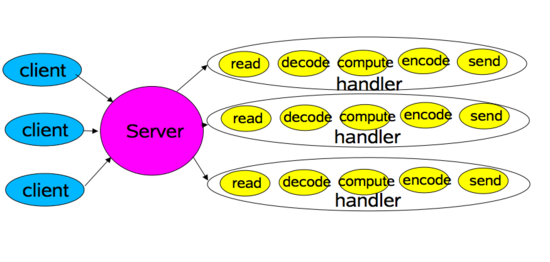 client
client
client
Server
read decode compute encode send
handler
read decode compute encode send
handler
read decode compute encode send
handler